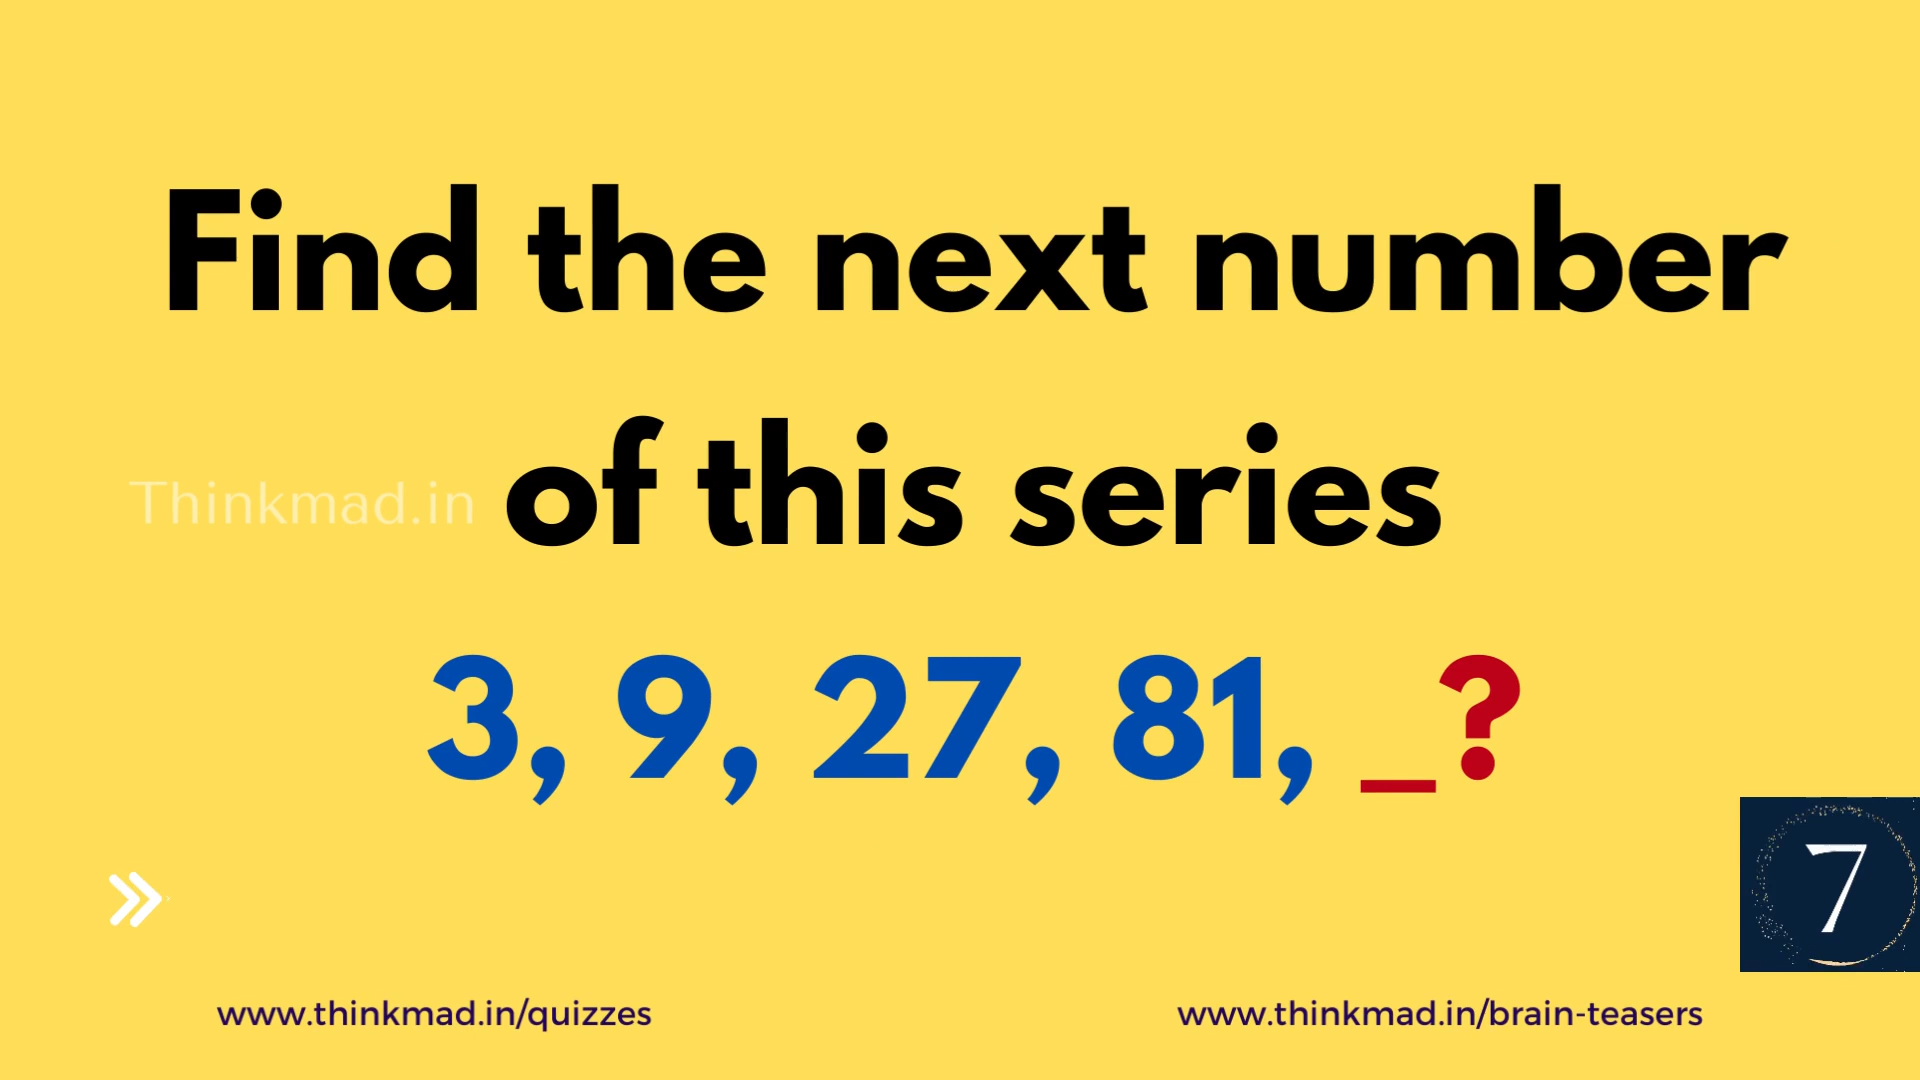 Find the next number
of this series
Thinkmad.in
3, 9, 27, 81, _?
7
www.thinkmad.in/quizzes
www.thinkmad.in/brain-teasers